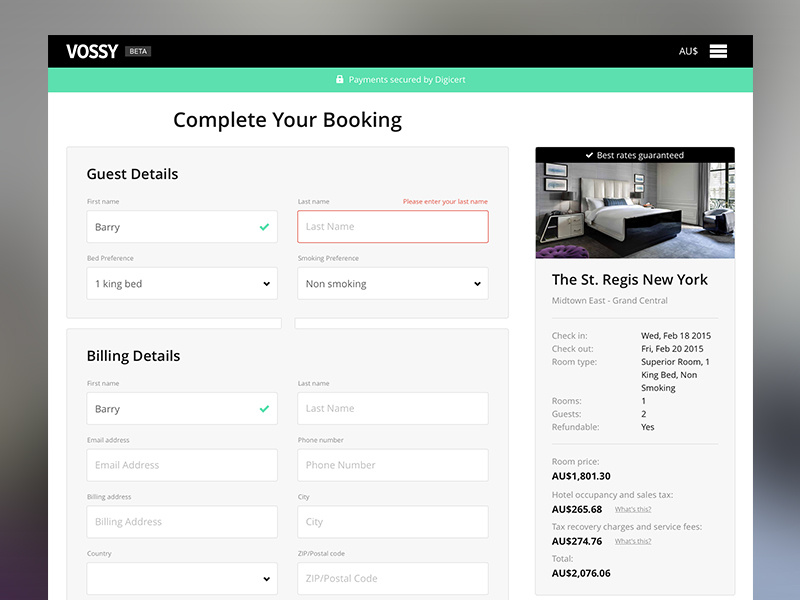 VOSSY BETA
AU$
Payments secured by Digicert
Complete Your Booking
Guest Details
First name
Last name
Please enter your last name
Barry
Last Name
Bed Preference
Smoking Preference
1 king bed
Non smoking
Billing Details
First name
Last name
Barry
Last Name
Email address
Phone number
Email Address
Phone Number
Billing address
City
Billing Address
City
Country
ZIP/Postal code
ZIP/Postal Code
Best rates guaranteed
The St. Regis New York
Midtown East - Grand Central
Check in: Wed, Feb 18 2015
Check out: Fri, Feb 20 2015
Room type: Superior Room, 1
King Bed, Non
Smoking
Rooms: 1
Guests: 2
Refundable: Yes
Room price:
AU$1,801.30
Hotel occupancy and sales tax:
AU$265.68 What's this?
Tax recovery charges and service fees:
AU$274.76 What's this?
Total:
AU$2,076.06